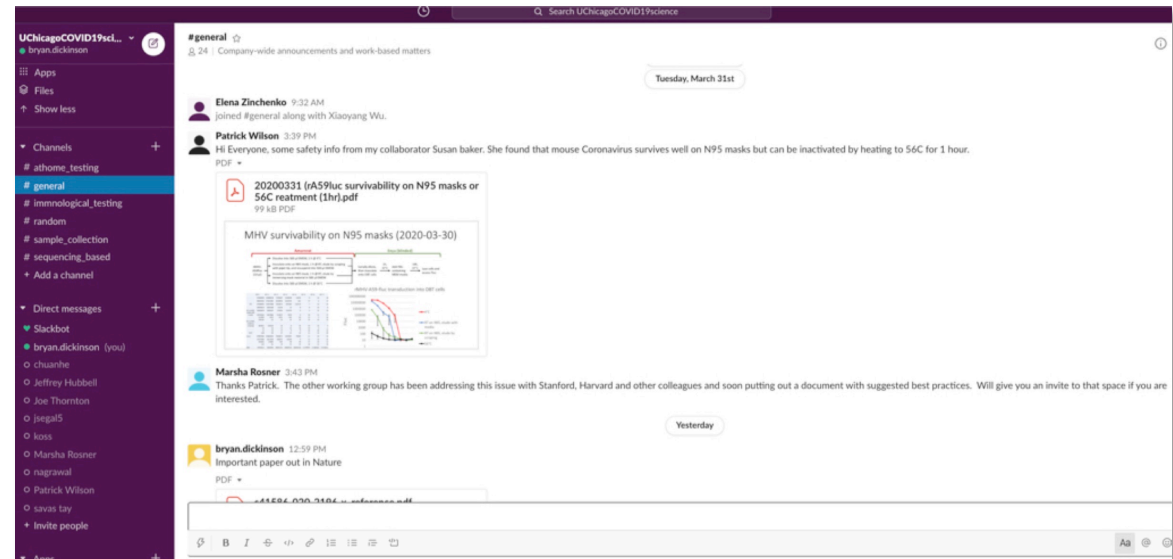 Search UChicagoCOVID19science
UChicagoCOVID19sci...
bryan.dickinson
Apps
Files
Show less
Channels
# athome_testing
# general
# immnological_testing
# random
# sample_collection
# sequencing_based
+ Add a channel
Direct messages
Slackbot
bryan.dickinson (you)
chuanhe
Jeffrey Hubbell
Joe Thornton
jsegal5
koss
Marsha Rosner
nagrawal
Patrick Wilson
savas tay
+ Invite people
Apps
#general
24 | Company-wide announcements and work-based matters
Tuesday, March 31st
Elena Zinchenko 9:32 AM
joined #general along with Xiaoyang Wu.
Patrick Wilson 3:39 PM
Hi Everyone, some safety info from my collaborator Susan baker. She found that mouse Coronavirus survives well on N95 masks but can be inactivated by heating to 56C for 1 hour.
PDF
20200331 (rA59luc survivability on N95 masks or
56C reatment (1hr).pdf
99 kB PDF
MHV survivability on N95 masks (2020-03-30)
Marsha Rosner 3:43 PM
Thanks Patrick. The other working group has been addressing this issue with Stanford, Harvard and other colleagues and soon putting out a document with suggested best practices. Will give you an invite to that space if you are
interested.
Yesterday
bryan.dickinson 12:59 PM
Important paper out in Nature
PDF
B I
Aa @